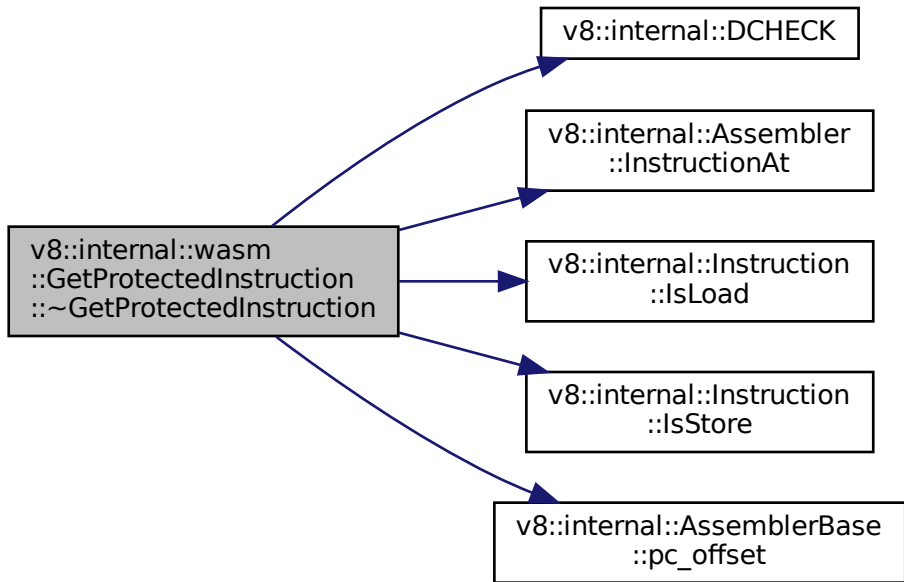 v8::internal::DCHECK
v8::internal::Assembler
::InstructionAt
v8::internal::wasm
::GetProtectedInstruction
::~GetProtectedInstruction
v8::internal::Instruction
::IsLoad
v8::internal::Instruction
::IsStore
v8::internal::AssemblerBase
::pc_offset